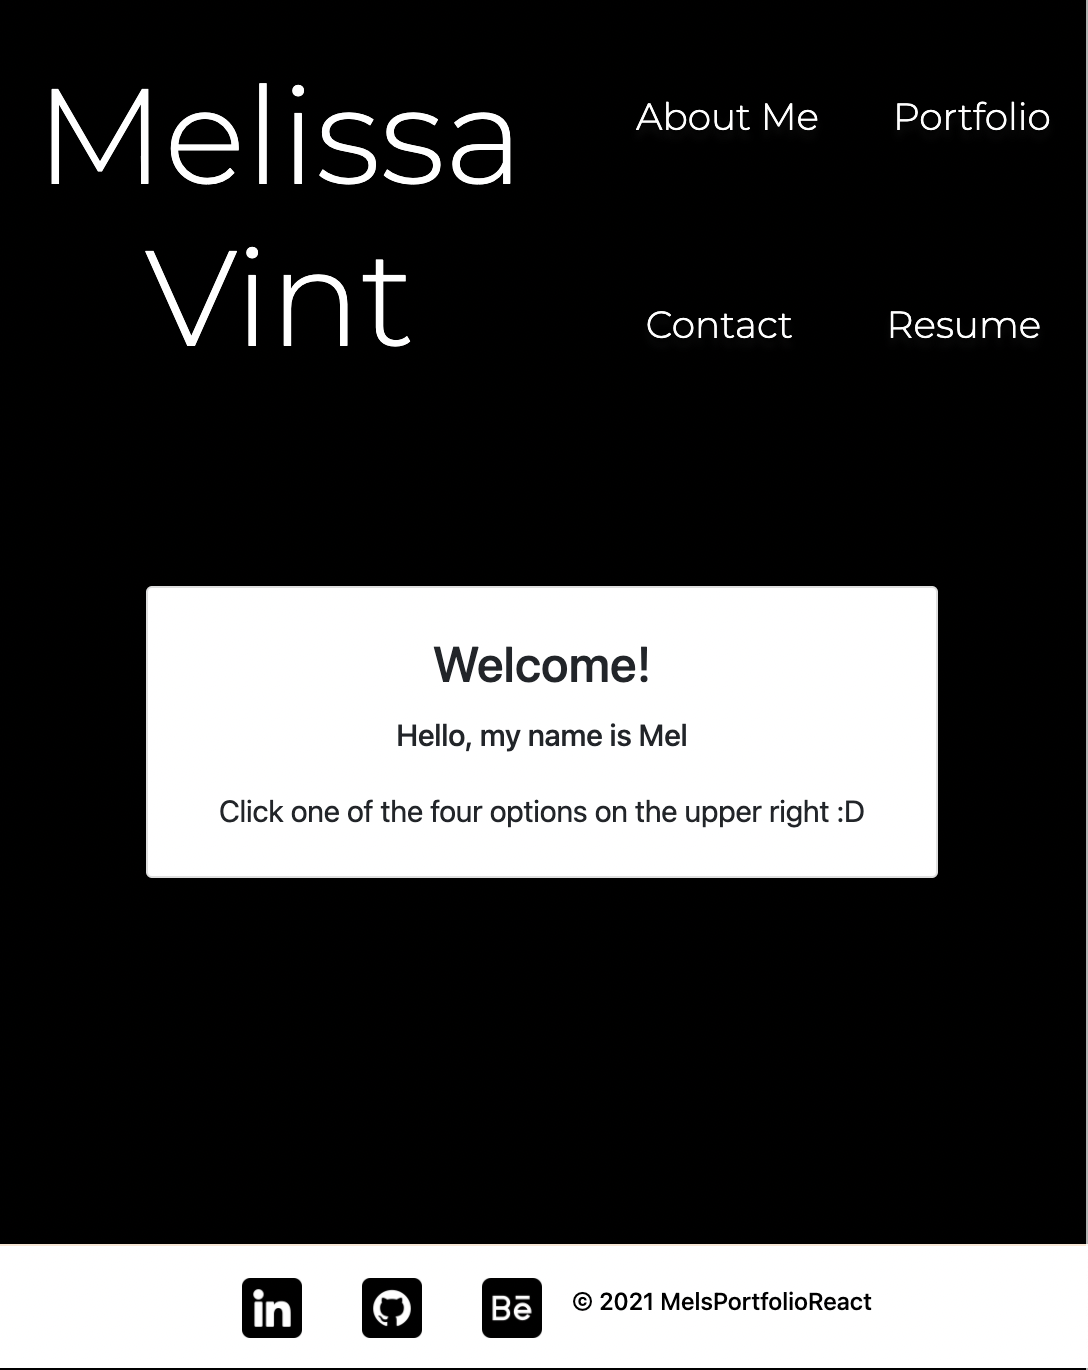 Melissa
Vint
About Me
Portfolio
Contact
Resume
Welcome!
Hello, my name is Mel
Click one of the four options on the upper right :D
in
Bē
© 2021 MelsPortfolioReact